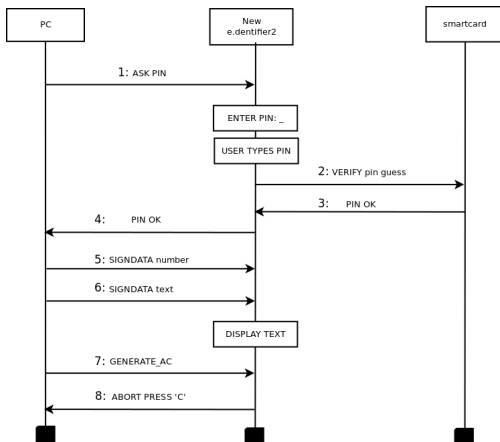 PC
New
e.dentifier2
smartcard
1: ASK PIN
ENTER PIN: _
USER TYPES PIN
2: VERIFY pin guess
3: PIN OK
4: PIN OK
5: SIGNDATA number
6: SIGNDATA text
DISPLAY TEXT
7: GENERATE_AC
8: ABORT PRESS 'C'